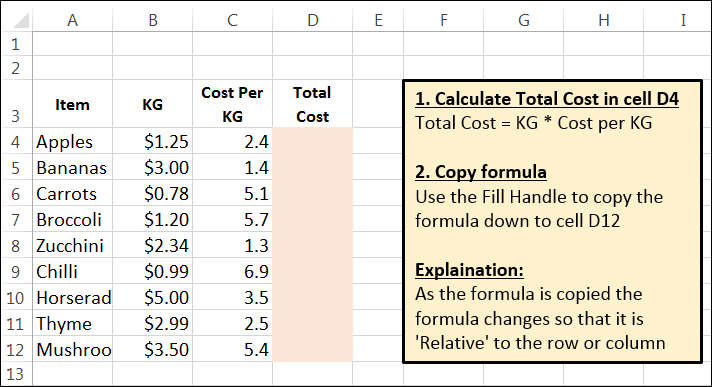 A B C D E F G H I
1
2
3 Item KG Cost Per KG Total Cost
4 Apples $1.25 2.4
5 Bananas $3.00 1.4
6 Carrots $0.78 5.1
7 Broccoli $1.20 5.7
8 Zucchini $2.34 1.3
9 Chilli $0.99 6.9
10 Horserad $5.00 3.5
11 Thyme $2.99 2.5
12 Mushroo $3.50 5.4
13
1. Calculate Total Cost in cell D4
Total Cost = KG * Cost per KG
2. Copy formula
Use the Fill Handle to copy the
formula down to cell D12
Explaination:
As the formula is copied the
formula changes so that it is
'Relative' to the row or column